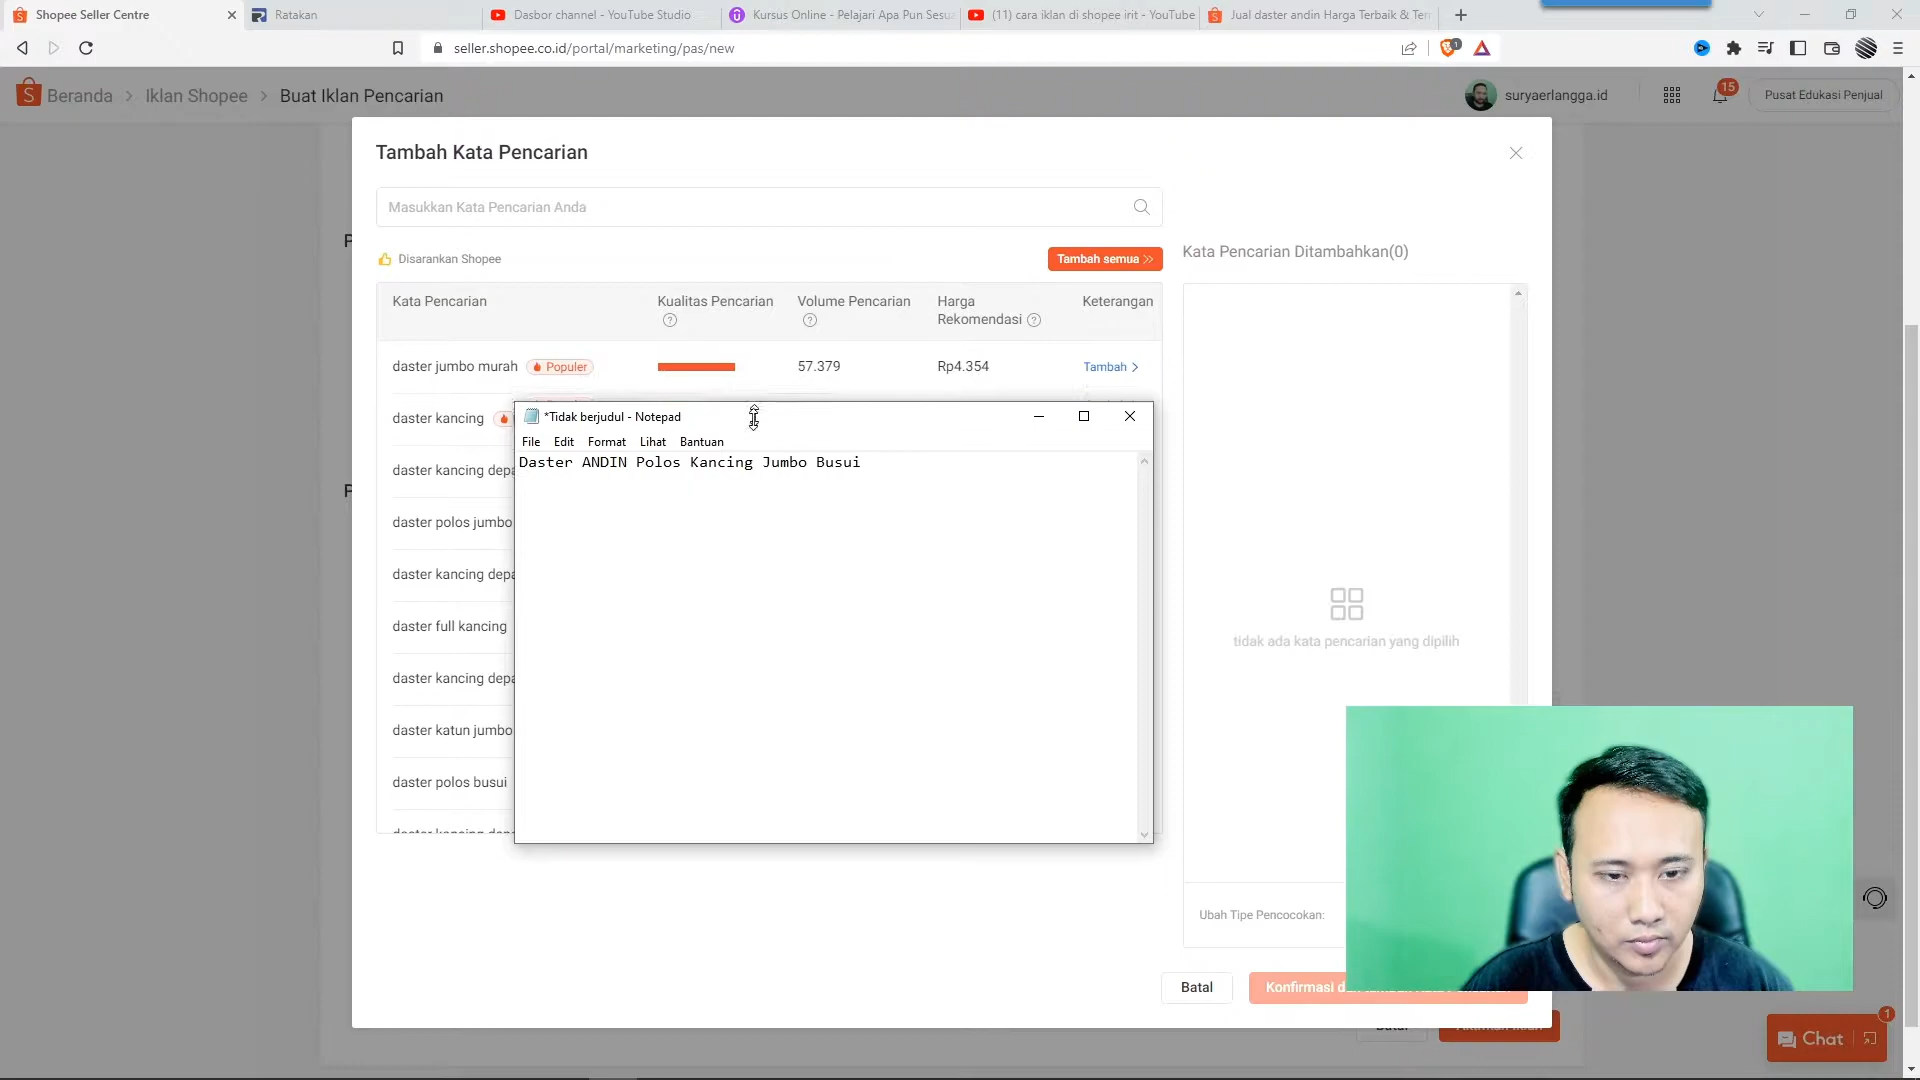 Shopee Seller Centre
Ratakan
Dasbor channel - YouTube Studio
Kursus Online - Pelajari Apa Pun Sesua
(11) cara iklan di shopee irit - YouTube
Jual daster andin Harga Terbaik & Ter
seller.shopee.co.id/portal/marketing/pas/new
1
Beranda > Iklan Shopee > Buat Iklan Pencarian
suryaerlangga.id
15
Pusat Edukasi Penjual
Tambah Kata Pencarian
Masukkan Kata Pencarian Anda
Disarankan Shopee
Tambah semua
Kata Pencarian Ditambahkan(0)
Kata Pencarian
Kualitas Pencarian
Volume Pencarian
Harga Rekomendasi
Keterangan
daster jumbo murah
Populer
57.379
Rp4.354
Tambah >
daster kancing
*Tidak berjudul - Notepad
File Edit Format Lihat Bantuan
Daster ANDIN Polos Kancing Jumbo Busui
daster kancing depa
daster polos jumbo
daster kancing depa
daster full kancing
daster kancing depa
daster katun jumbo
daster polos busui
tidak ada kata pencarian yang dipilih
Ubah Tipe Pencocokan:
Batal
Konfirmasi d
Chat
1